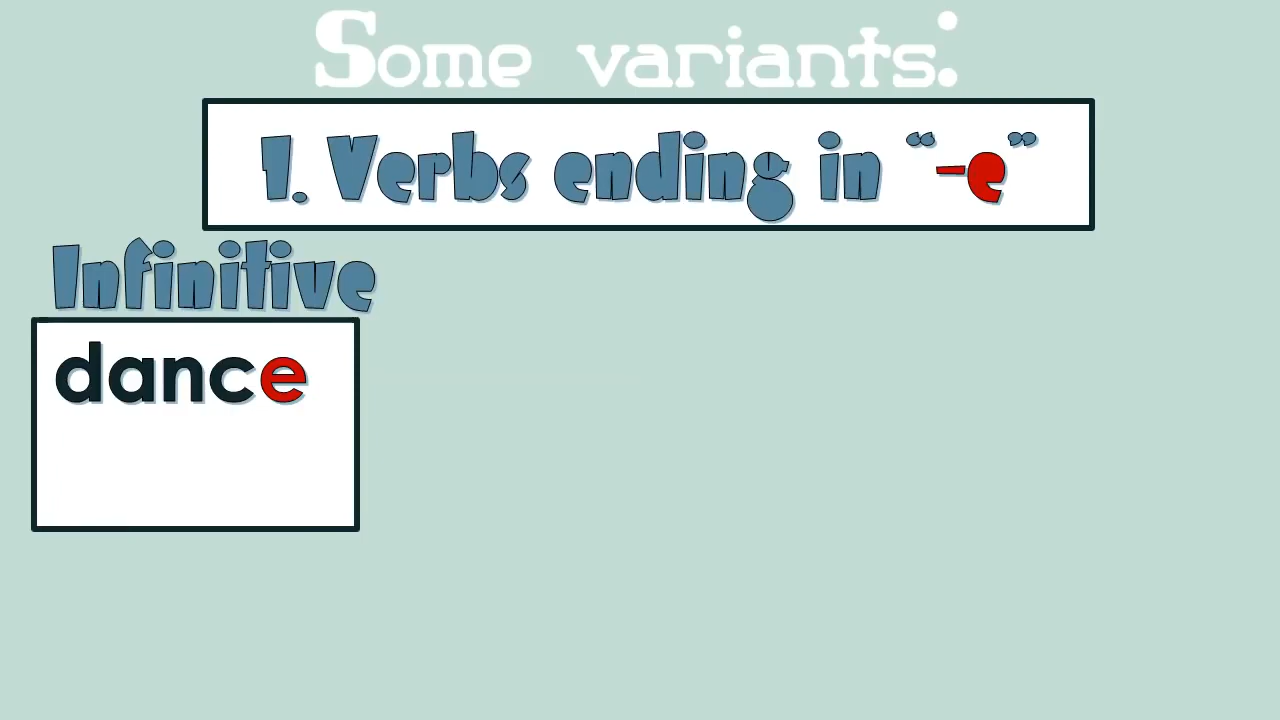 Some variants:
1. Verbs ending in “-e”
Infinitive
dance